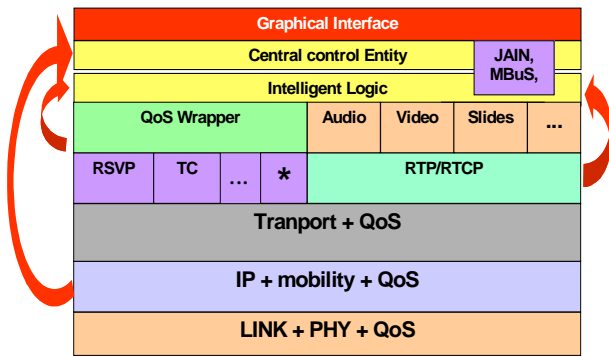 Graphical Interface
Central control Entity
JAIN,
MBuS,
Intelligent Logic
QoS Wrapper
Audio
Video
Slides
...
RSVP
TC
...
*
RTP/RTCP
Tranport + QoS
IP + mobility + QoS
LINK + PHY + QoS